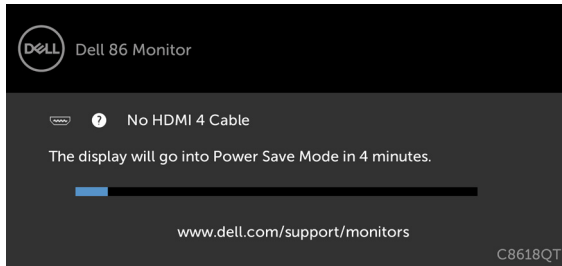 DELL Dell 86 Monitor
? No HDMI 4 Cable
The display will go into Power Save Mode in 4 minutes.
www.dell.com/support/monitors
C8618QT